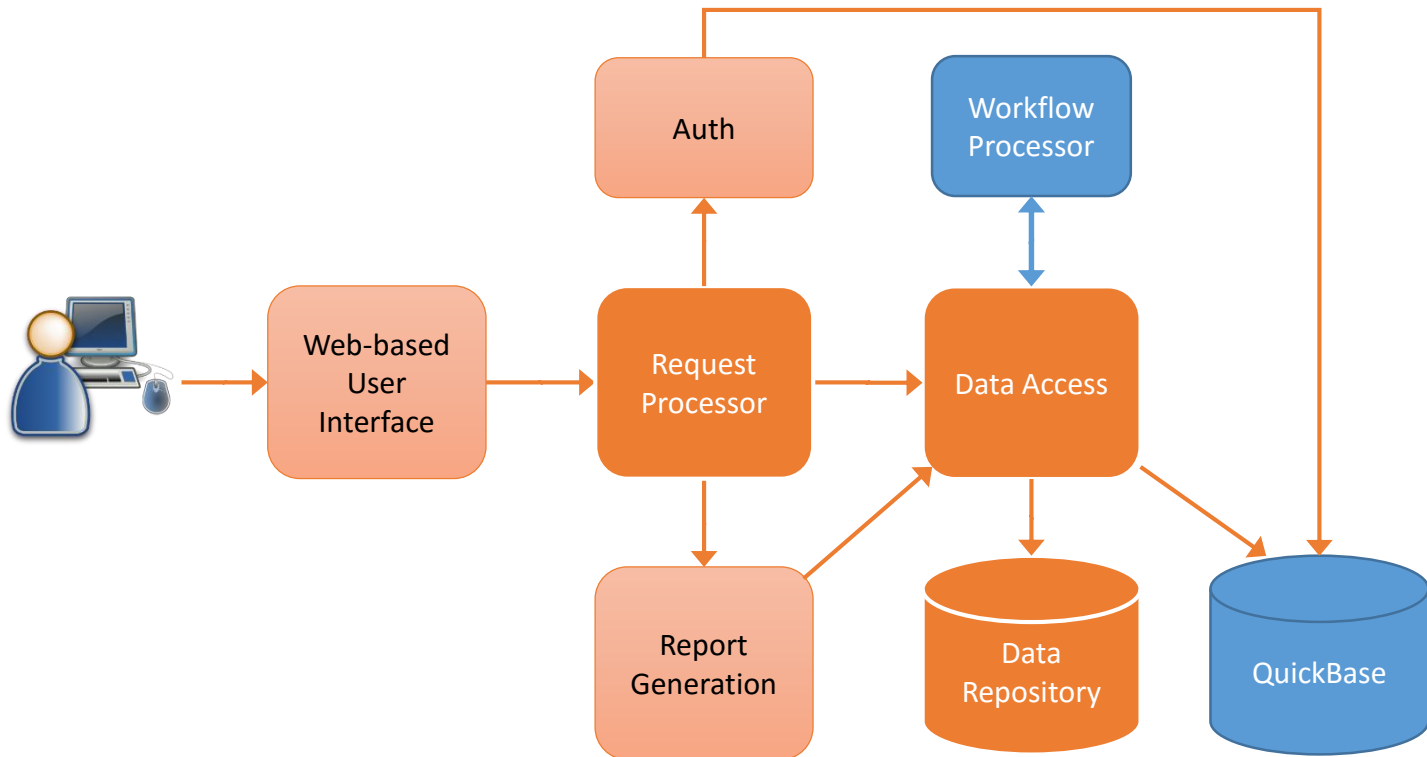 Auth
Workflow
Processor
Web-based
User
Interface
Request
Processor
Data Access
Report
Generation
Data
Repository
QuickBase